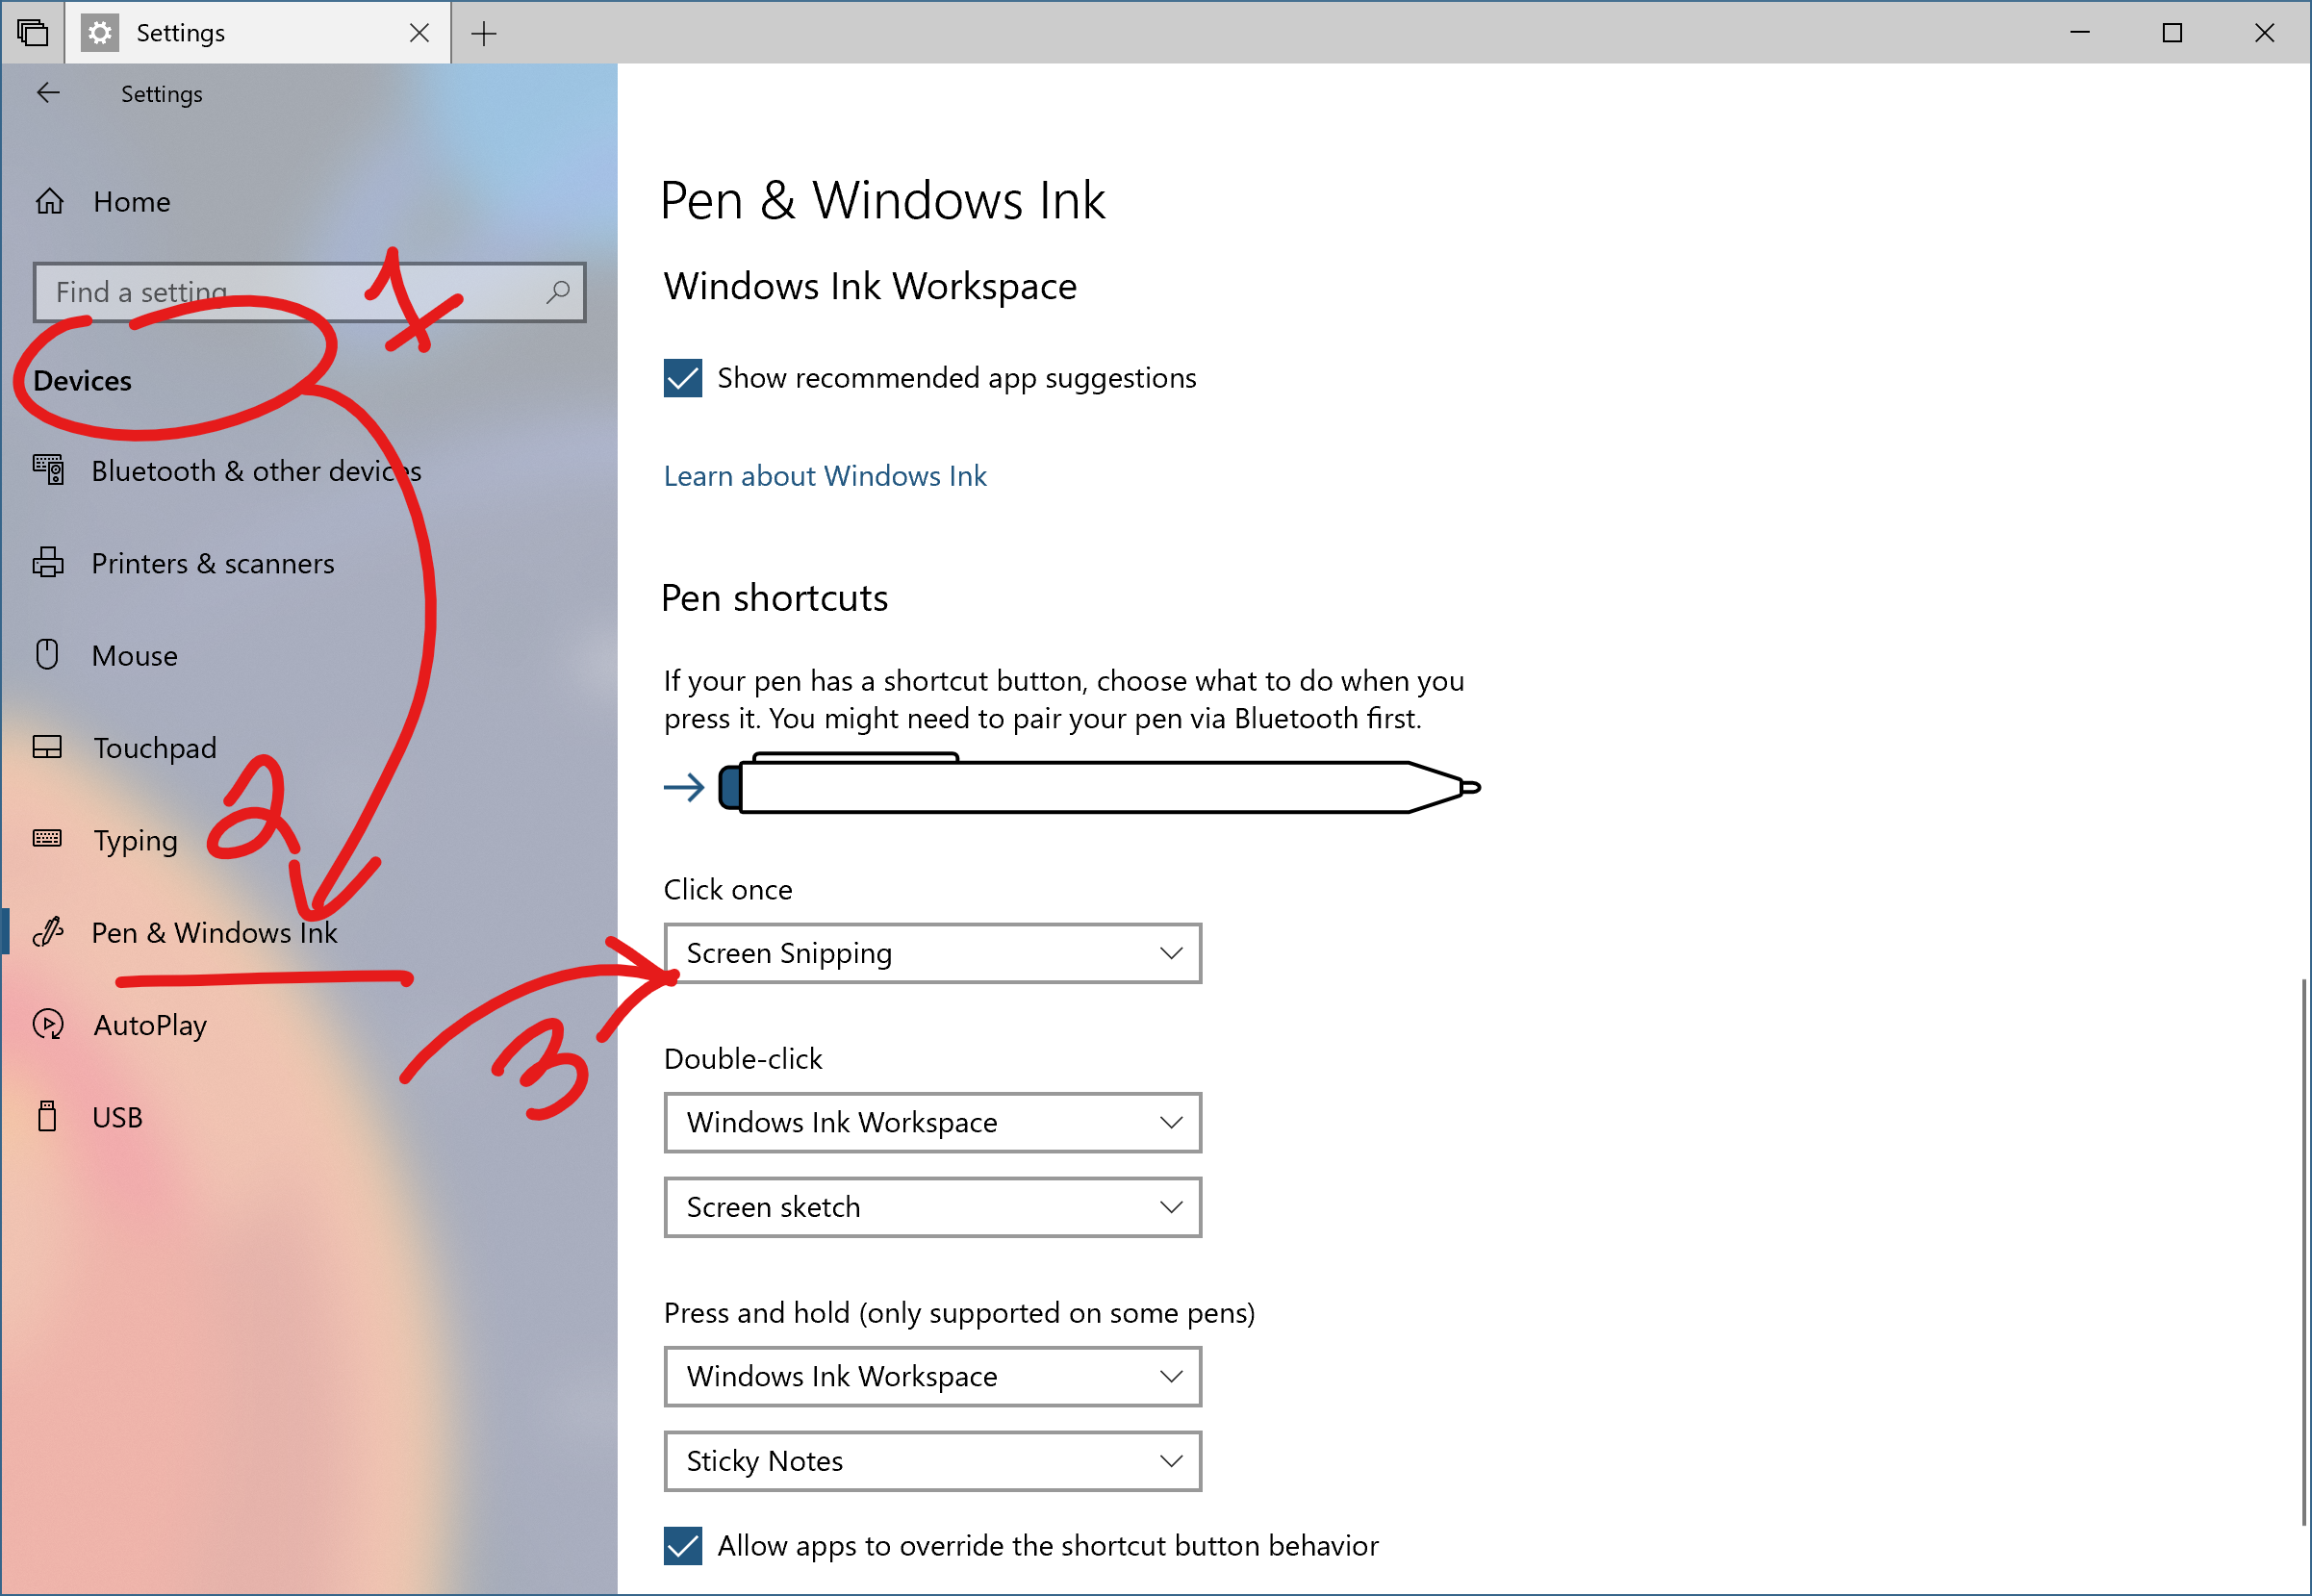 Settings
Settings
Home
Find a setting
1
Devices
Bluetooth & other devices
Printers & scanners
Mouse
Touchpad
2
Typing
Pen & Windows Ink
AutoPlay
USB
Pen & Windows Ink
Windows Ink Workspace
Show recommended app suggestions
Learn about Windows Ink
Pen shortcuts
If your pen has a shortcut button, choose what to do when you
press it. You might need to pair your pen via Bluetooth first.
Click once
Screen Snipping
3
Double-click
Windows Ink Workspace
Screen sketch
Press and hold (only supported on some pens)
Windows Ink Workspace
Sticky Notes
Allow apps to override the shortcut button behavior